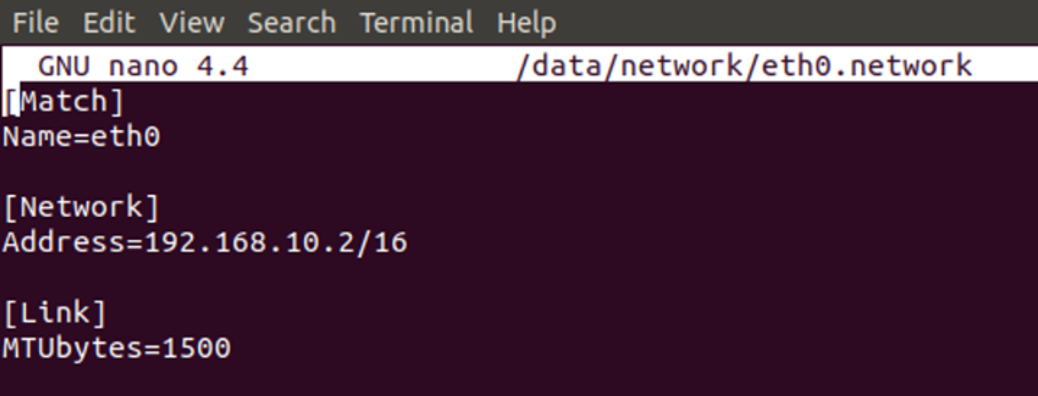 File Edit View Search Terminal Help
GNU nano 4.4 /data/network/eth0.network
[Match]
Name=eth0
[Network]
Address=192.168.10.2/16
[Link]
MTUbytes=1500